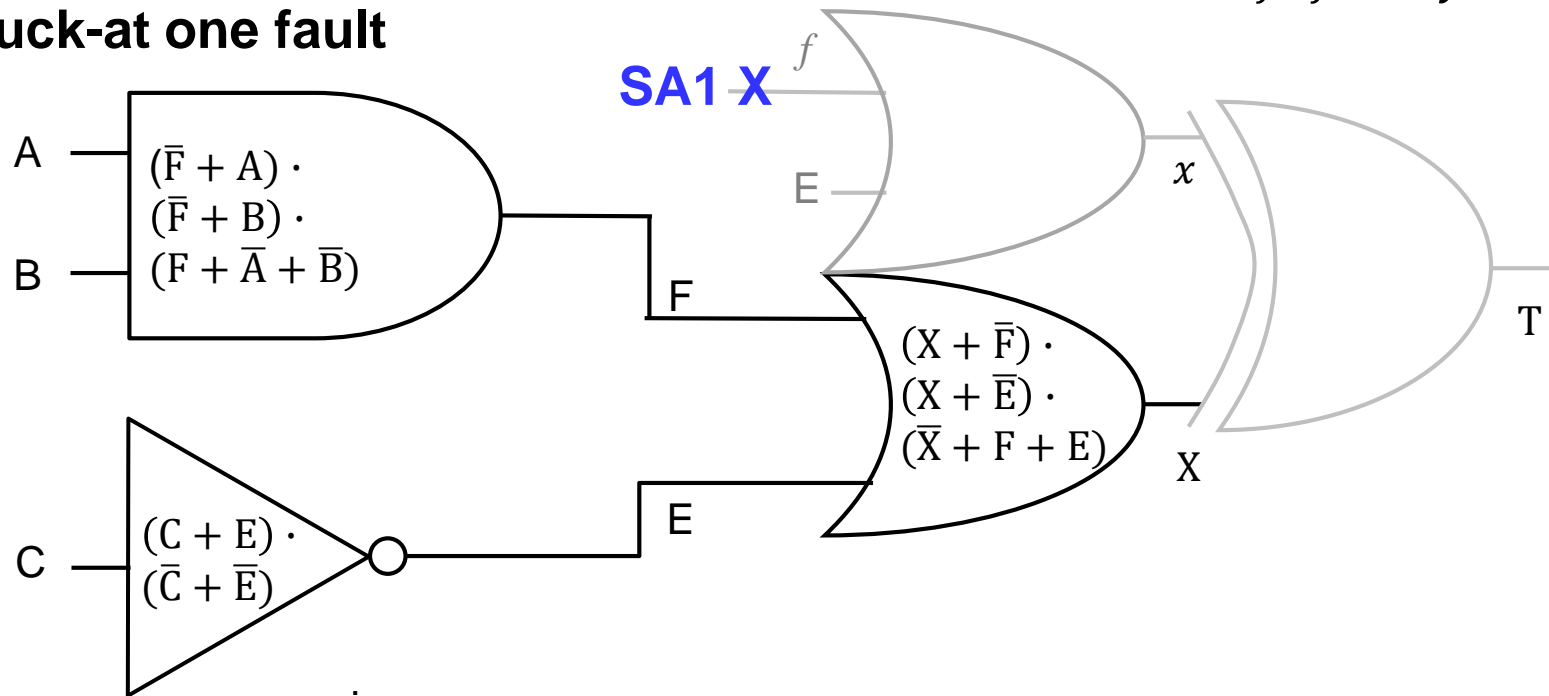 uck-at one fault
f
SA1 X
A
(F̅ + A) ·
(F̅ + B) ·
(F + A̅ + B̅)
B
E
x
F
(X + F̅) ·
(X + E̅) ·
(X̅ + F + E)
T
X
E
C
(C + E) ·
(C̅ + E̅)